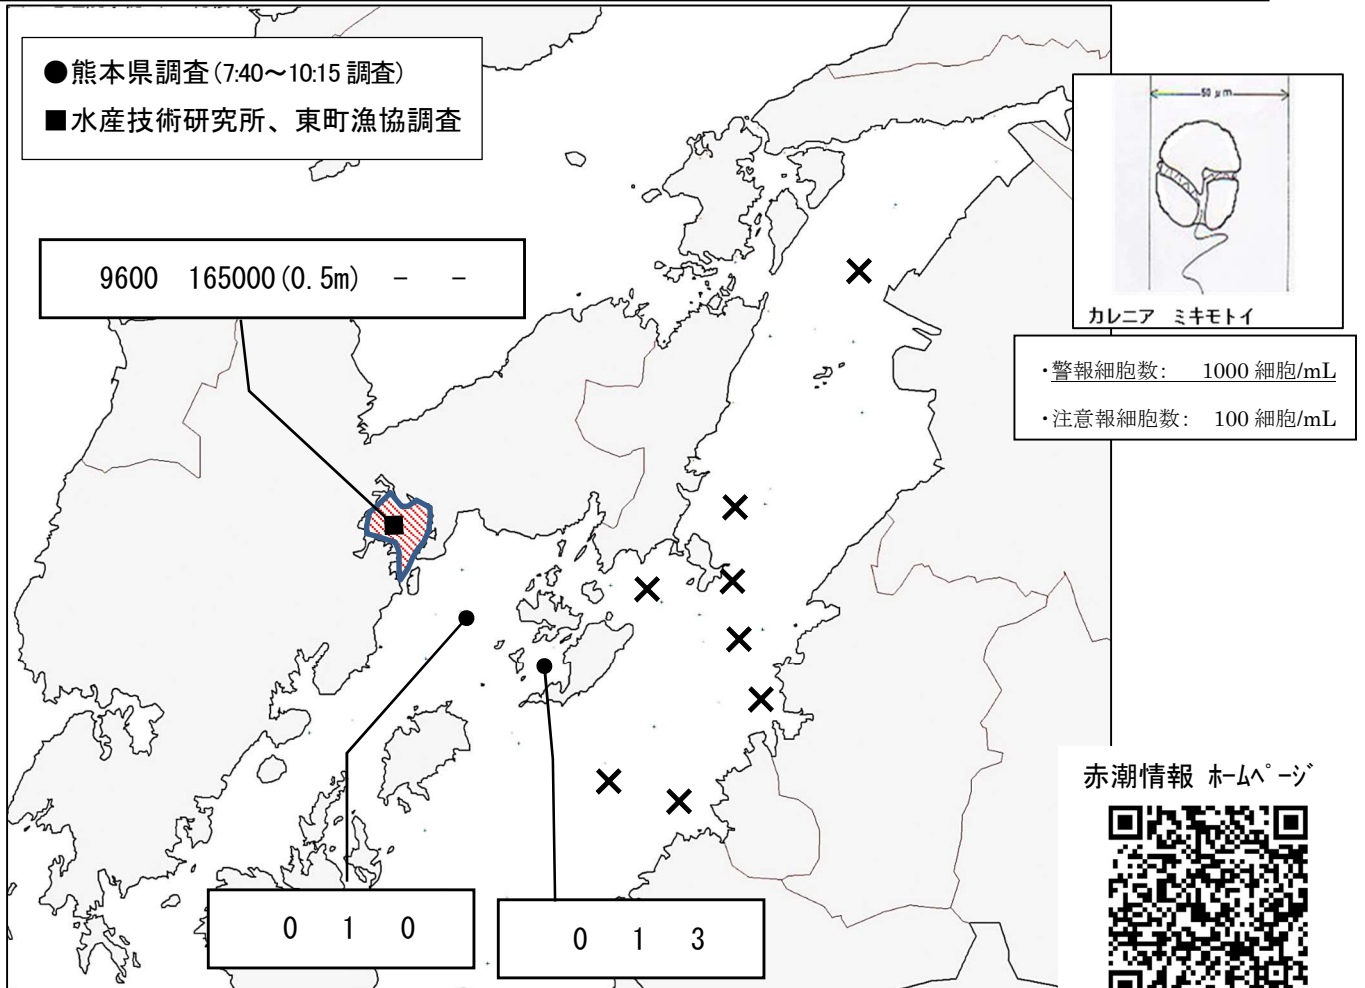 ●熊本県調査(7:40～10:15 調査)
■水産技術研究所、東町漁協調査
50 μm
カレニア ミキモトイ
9600 165000(0.5m) － －
・警報細胞数： 1000 細胞/mL
・注意報細胞数： 100 細胞/mL
赤潮情報 ﾎｰﾑﾍﾟｰｼﾞ
0 1 0
0 1 3